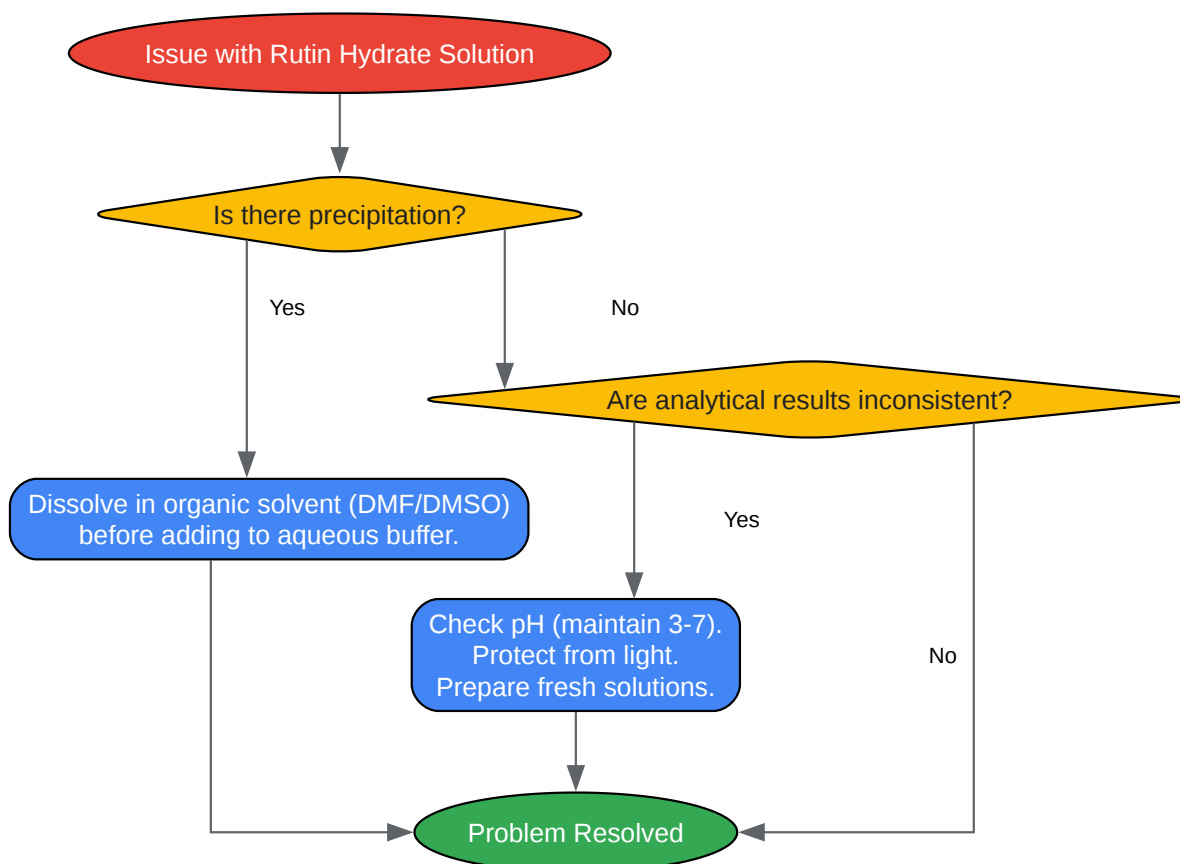 Issue with Rutin Hydrate Solution
Is there precipitation?
Yes
No
Are analytical results inconsistent?
Dissolve in organic solvent (DMF/DMSO)
before adding to aqueous buffer.
Yes
Check pH (maintain 3-7).
Protect from light.
Prepare fresh solutions.
No
Problem Resolved